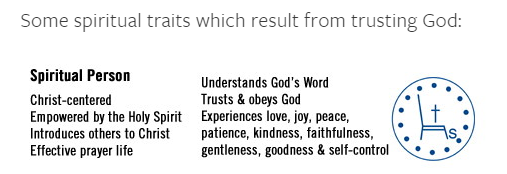 Some spiritual traits which result from trusting God:
Spiritual Person
Christ-centered
Empowered by the Holy Spirit
Introduces others to Christ
Effective prayer life
Understands God's Word
Trusts & obeys God
Experiences love, joy, peace,
patience, kindness, faithfulness,
gentleness, goodness & self-control
S